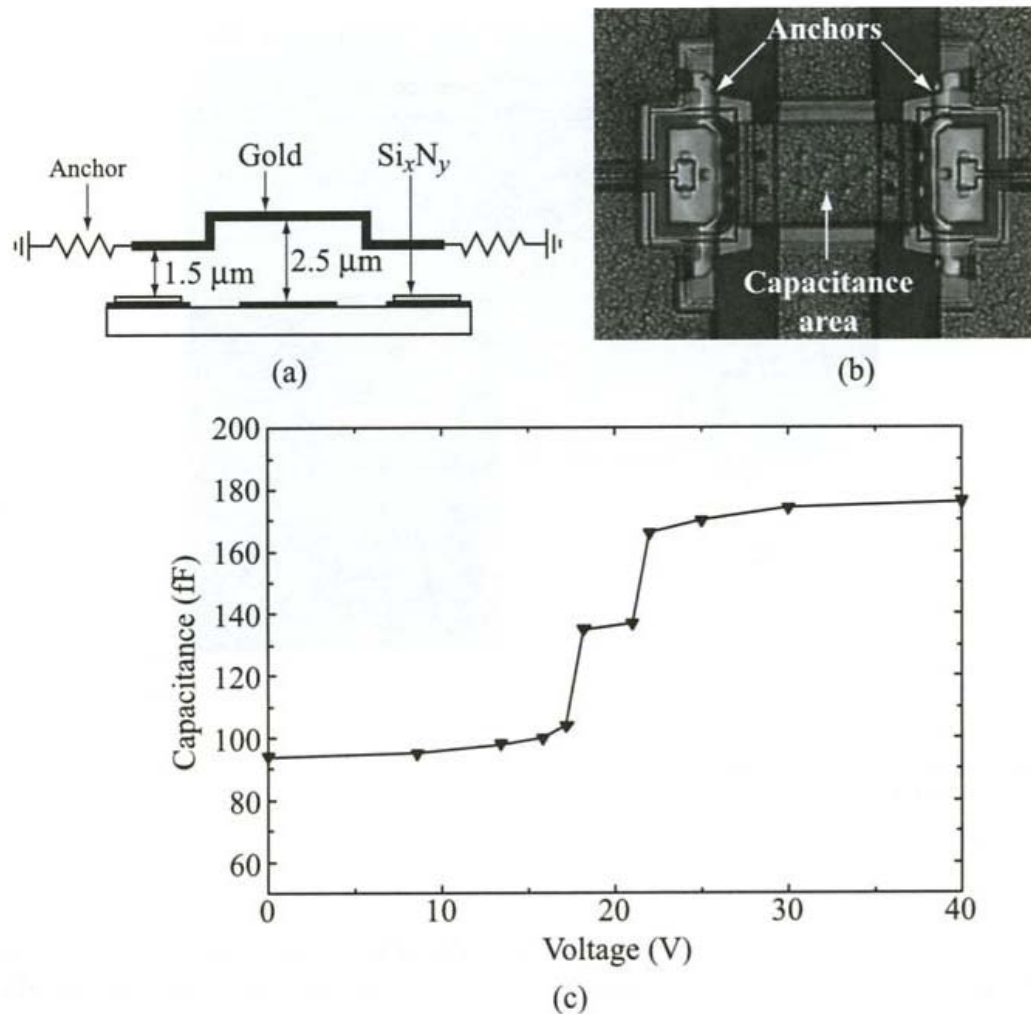 Anchor
Gold
SiₓNᵧ
1.5 µm
2.5 µm
(a)
Anchors
Capacitance
area
(b)
Capacitance (fF)
200
180
160
140
120
100
80
60
0
10
20
30
40
Voltage (V)
(c)